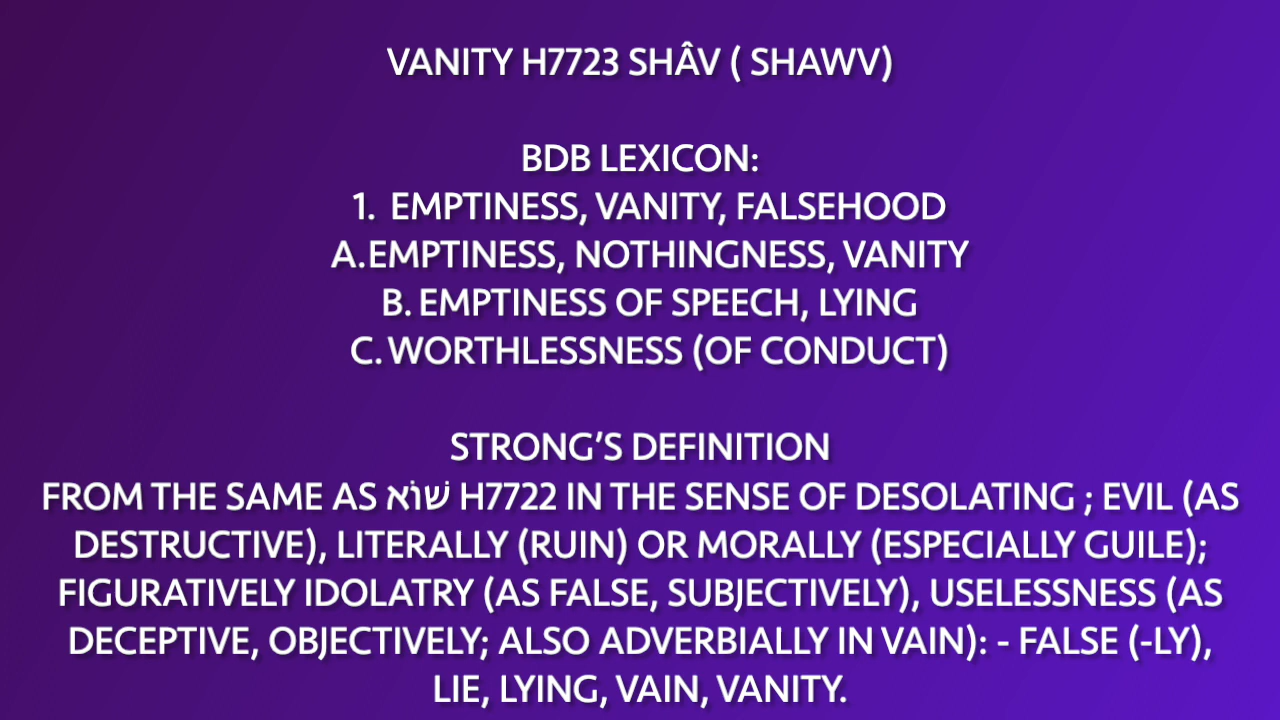 VANITY H7723 SHÂV ( SHAWV)
BDB LEXICON:
1. EMPTINESS, VANITY, FALSEHOOD
A.EMPTINESS, NOTHINGNESS, VANITY
B. EMPTINESS OF SPEECH, LYING
C. WORTHLESSNESS (OF CONDUCT)
STRONG’S DEFINITION
FROM THE SAME AS שׁוֹא H7722 IN THE SENSE OF DESOLATING ; EVIL (AS
DESTRUCTIVE), LITERALLY (RUIN) OR MORALLY (ESPECIALLY GUILE);
FIGURATIVELY IDOLATRY (AS FALSE, SUBJECTIVELY), USELESSNESS (AS
DECEPTIVE, OBJECTIVELY; ALSO ADVERBIALLY IN VAIN): - FALSE (-LY),
LIE, LYING, VAIN, VANITY.